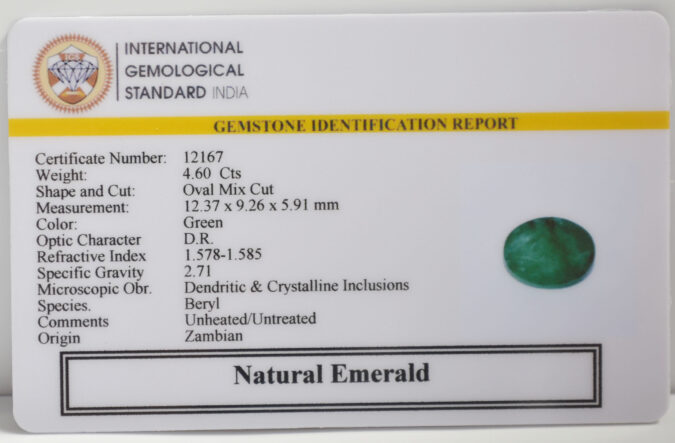 INTERNATIONAL
GEMOLOGICAL
STANDARD INDIA
GEMSTONE IDENTIFICATION REPORT
Certificate Number: 12167
Weight: 4.60 Cts
Shape and Cut: Oval Mix Cut
Measurement: 12.37 x 9.26 x 5.91 mm
Color: Green
Optic Character D.R.
Refractive Index 1.578-1.585
Specific Gravity 2.71
Microscopic Obr. Dendritic & Crystalline Inclusions
Species. Beryl
Comments Unheated/Untreated
Origin Zambian
Natural Emerald